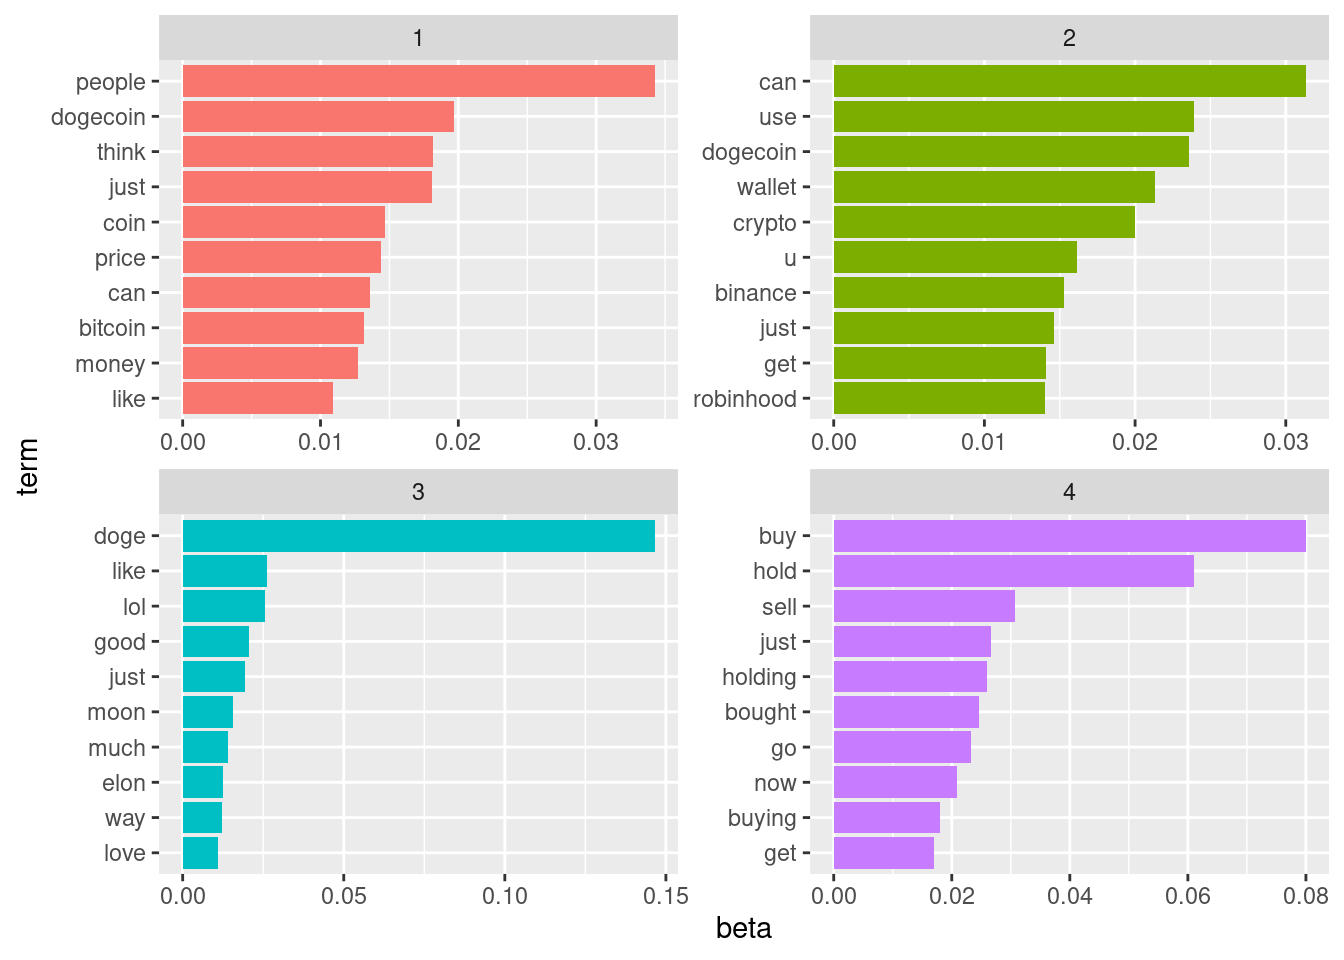 1
people
dogecoin
think
just
coin
price
can
bitcoin
money
like
0.00 0.01 0.02 0.03
2
can
use
dogecoin
wallet
crypto
u
binance
just
get
robinhood
0.00 0.01 0.02 0.03
term
3
doge
like
lol
good
just
moon
much
elon
way
love
0.00 0.05 0.10 0.15
4
buy
hold
sell
just
holding
bought
go
now
buying
get
0.00 0.02 0.04 0.06 0.08
beta